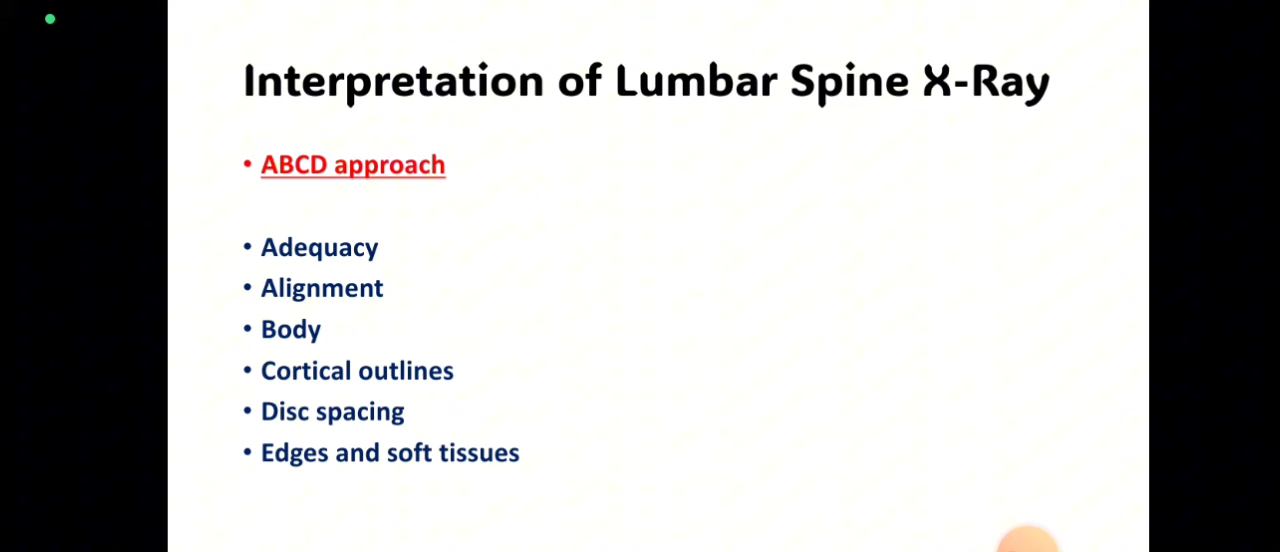 Interpretation of Lumbar Spine X-Ray
• ABCD approach
• Adequacy
• Alignment
• Body
• Cortical outlines
• Disc spacing
• Edges and soft tissues